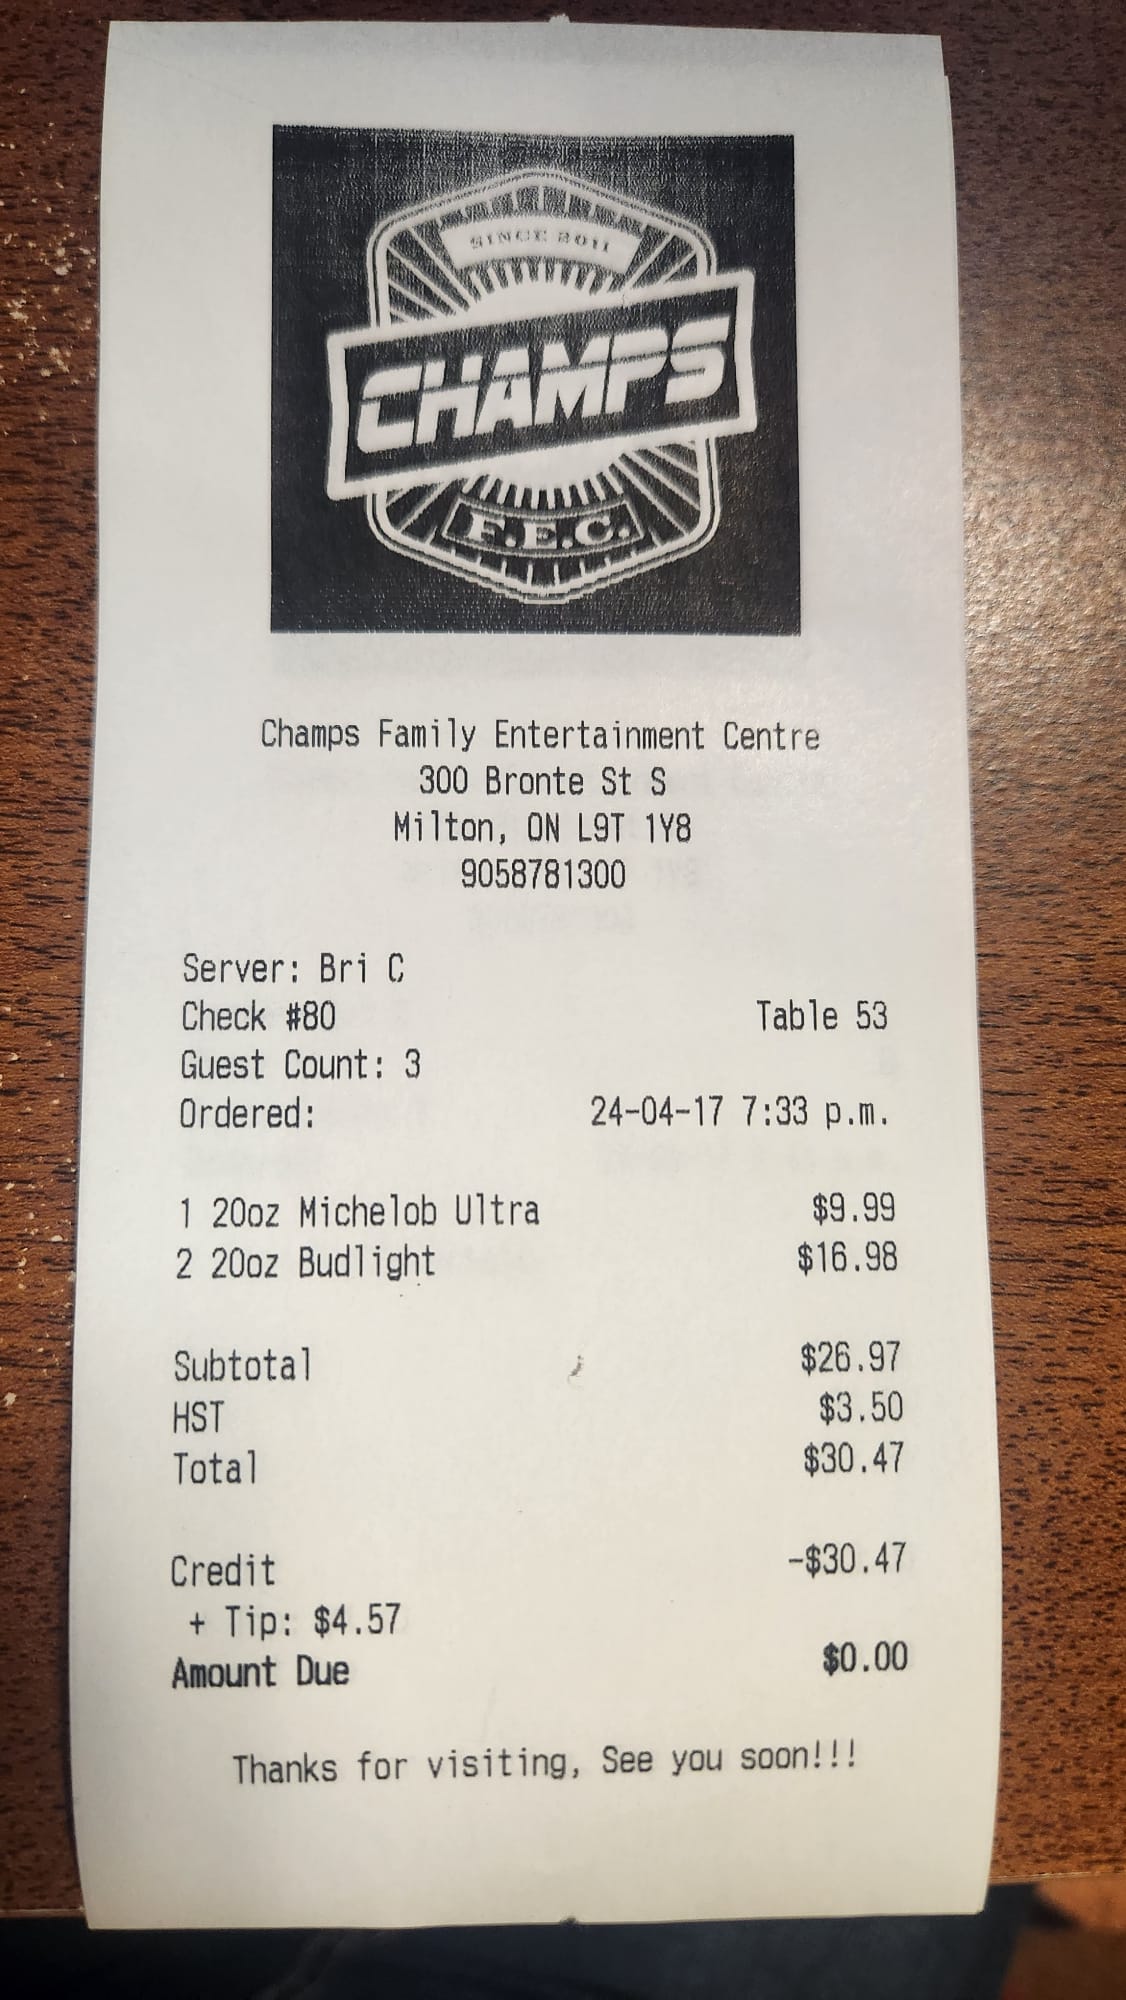 SINCE 2011
CHAMPS
F.E.C.
Champs Family Entertainment Centre
300 Bronte St S
Milton, ON L9T 1Y8
9058781300
Server: Bri C
Check #80 Table 53
Guest Count: 3
Ordered: 24-04-17 7:33 p.m.
1 20oz Michelob Ultra $9.99
2 20oz Budlight $16.98
Subtotal $26.97
HST $3.50
Total $30.47
Credit -$30.47
+ Tip: $4.57
Amount Due $0.00
Thanks for visiting, See you soon!!!